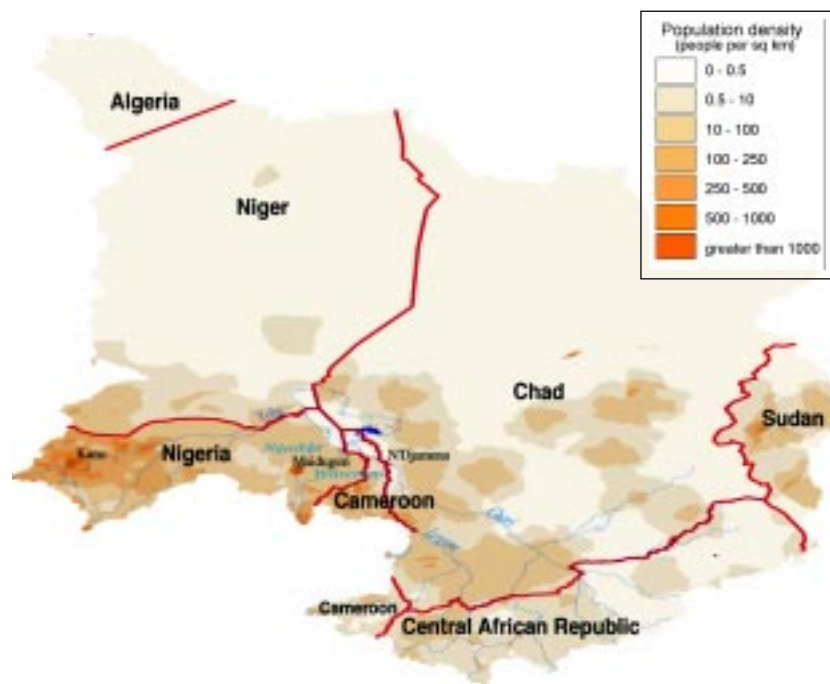 Population density
(people per sq km)
0 - 0.5
0.5 - 10
10 - 100
100 - 250
250 - 500
500 - 1000
greater than 1000
Algeria
Niger
Chad
Sudan
Kano
Nigeria
Maiduguri
N'Djamena
Cameroon
Cameroon
Central African Republic